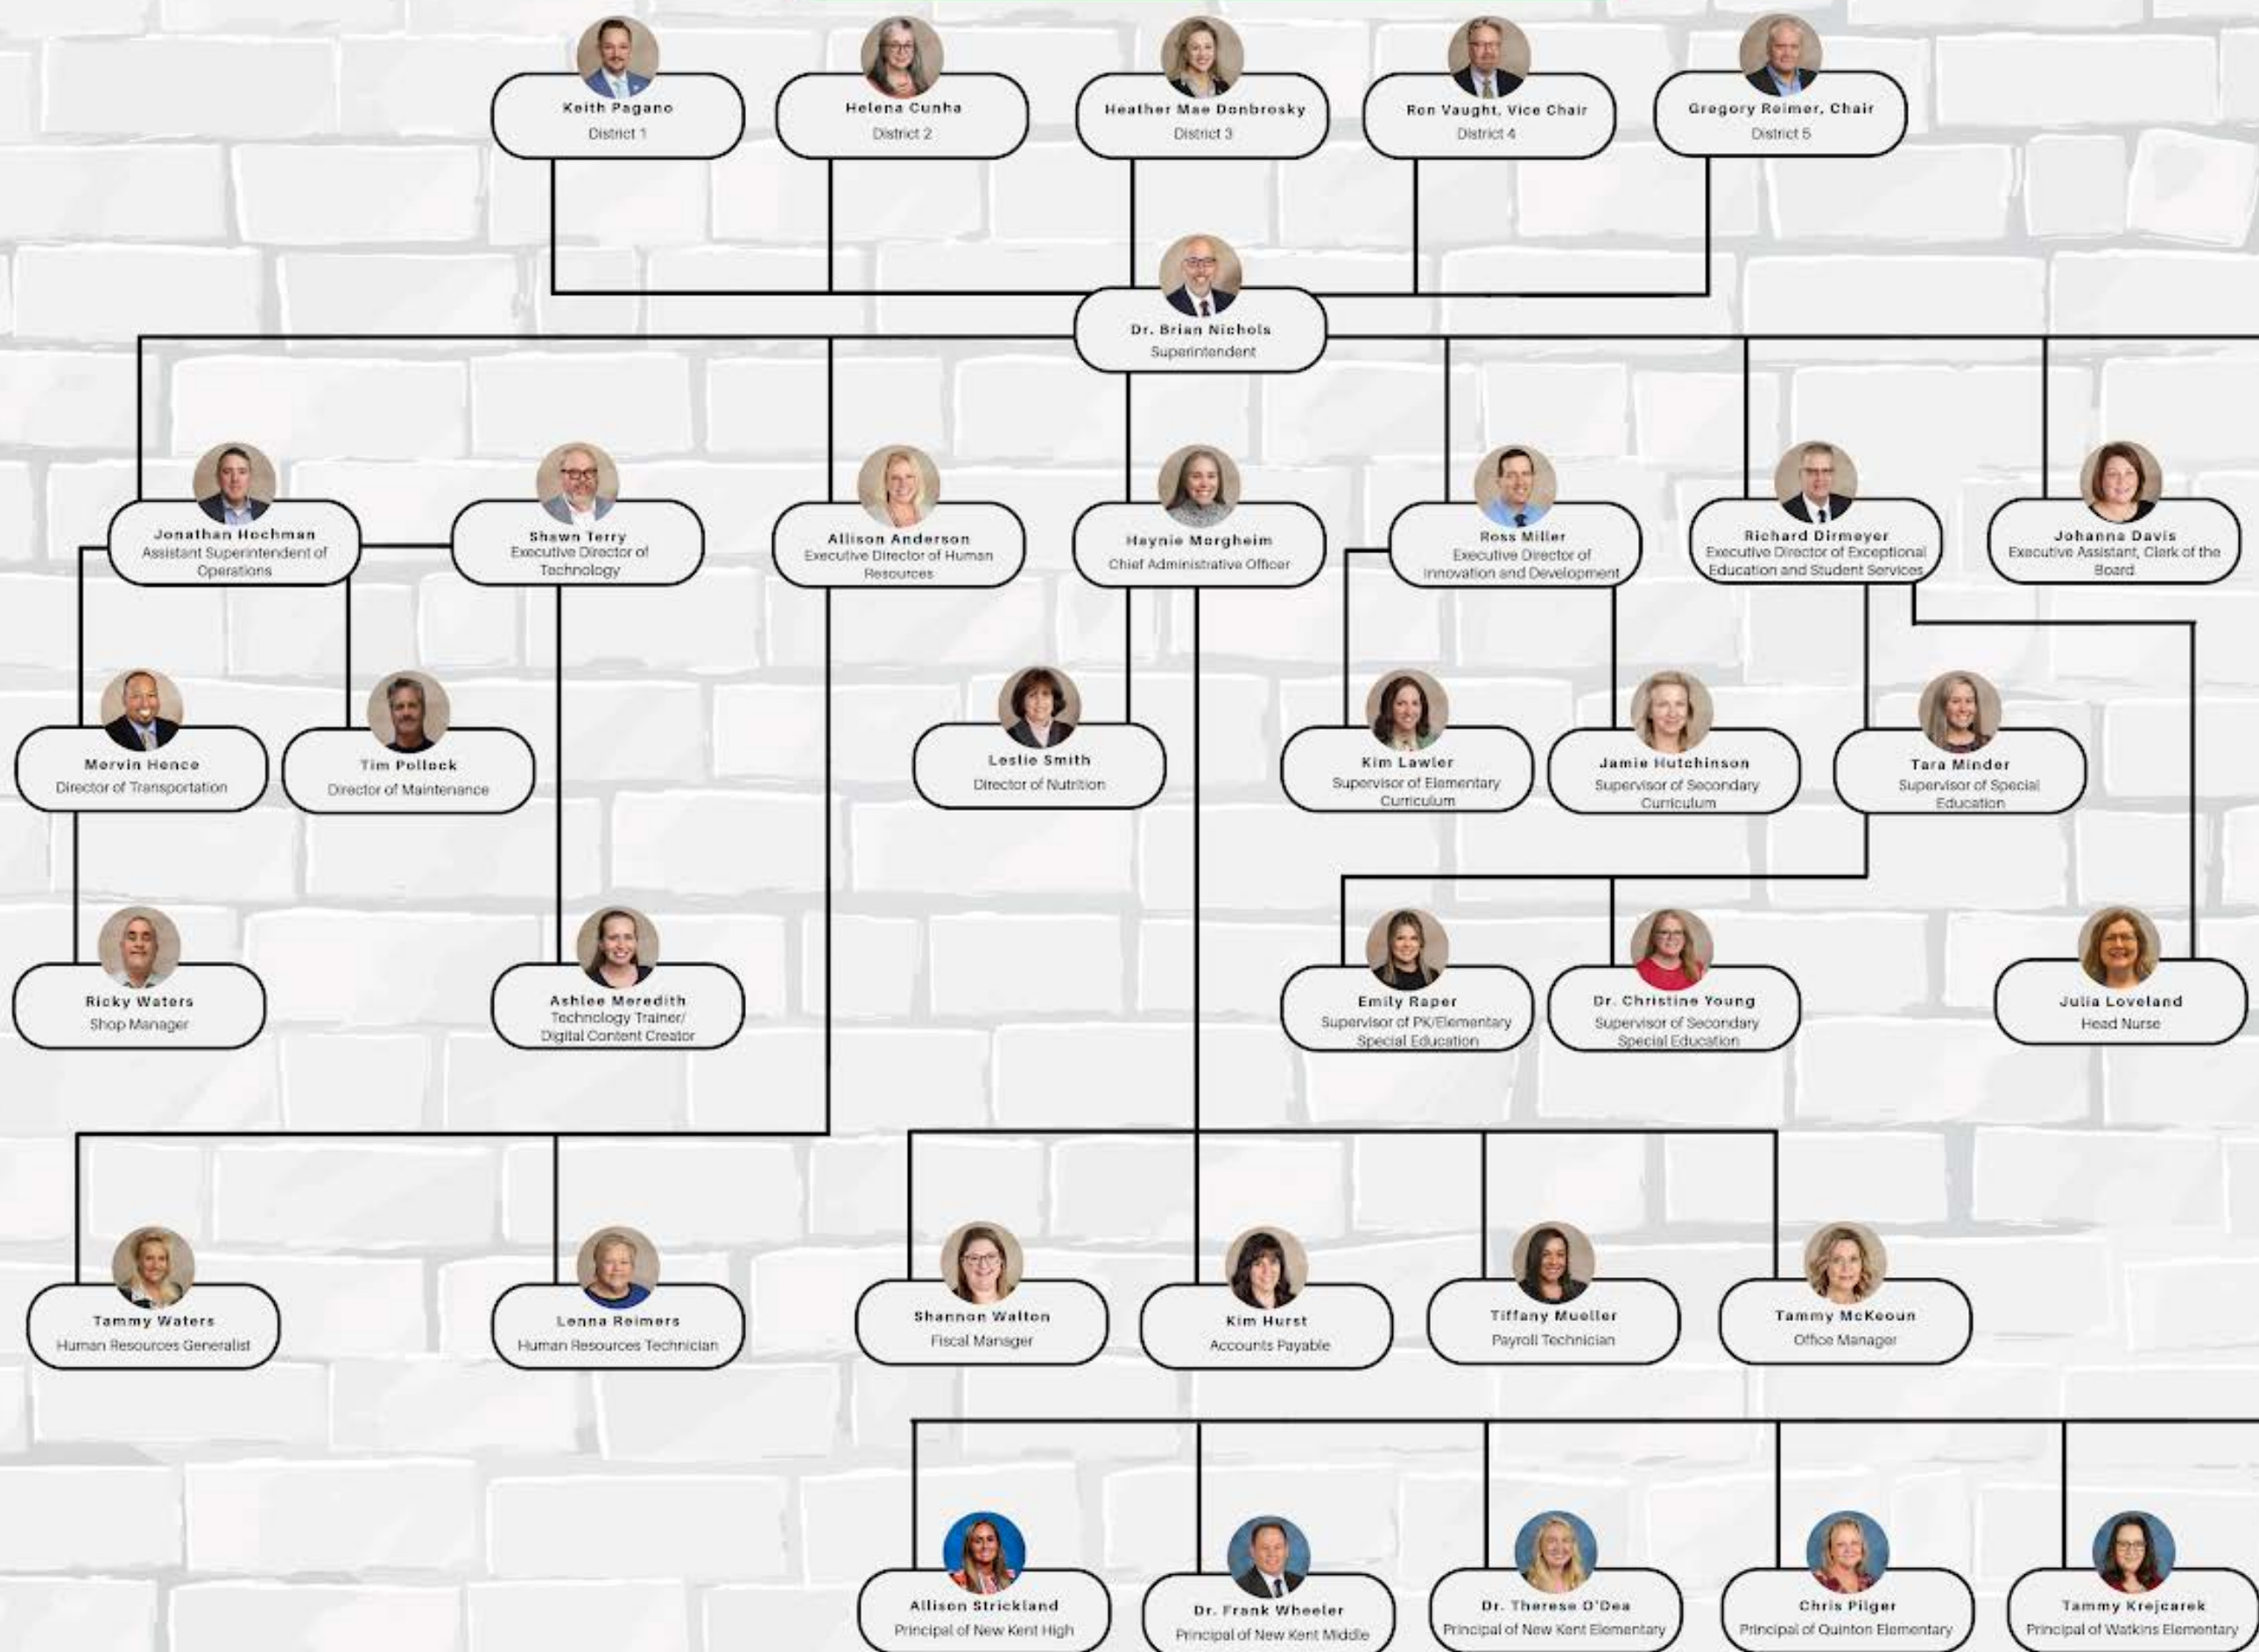 Keith Pagano
District 1
Helena Cunha
District 2
Heather Mae Donbrosky
District 3
Ron Vaught, Vice Chair
District 4
Gregory Reimer, Chair
District 5
Dr. Brian Nichols
Superintendent
Jonathan Hochman
Assistant Superintendent of
Operations
Shawn Terry
Executive Director of
Technology
Allison Anderson
Executive Director of Human
Resources
Haynie Morgheim
Chief Administrative Officer
Ross Miller
Executive Director of
Innovation and Development
Richard Dirmeyer
Executive Director of Exceptional
Education and Student Services
Johanna Davis
Executive Assistant, Clerk of the
Board
Mervin Hence
Director of Transportation
Tim Pollock
Director of Maintenance
Leslie Smith
Director of Nutrition
Kim Lawler
Supervisor of Elementary
Curriculum
Jamie Hutchinson
Supervisor of Secondary
Curriculum
Tara Minder
Supervisor of Special
Education
Ricky Waters
Shop Manager
Ashlee Meredith
Technology Trainer/
Digital Content Creator
Emily Raper
Supervisor of PK/Elementary
Special Education
Dr. Christine Young
Supervisor of Secondary
Special Education
Julia Loveland
Head Nurse
Tammy Waters
Human Resources Generalist
Lenna Reimers
Human Resources Technician
Shannon Walton
Fiscal Manager
Kim Hurst
Accounts Payable
Tiffany Mueller
Payroll Technician
Tammy McKeoun
Office Manager
Allison Strickland
Principal of New Kent High
Dr. Frank Wheeler
Principal of New Kent Middle
Dr. Therese O'Dea
Principal of New Kent Elementary
Chris Pilger
Principal of Quinton Elementary
Tammy Krejcarek
Principal of Watkins Elementary